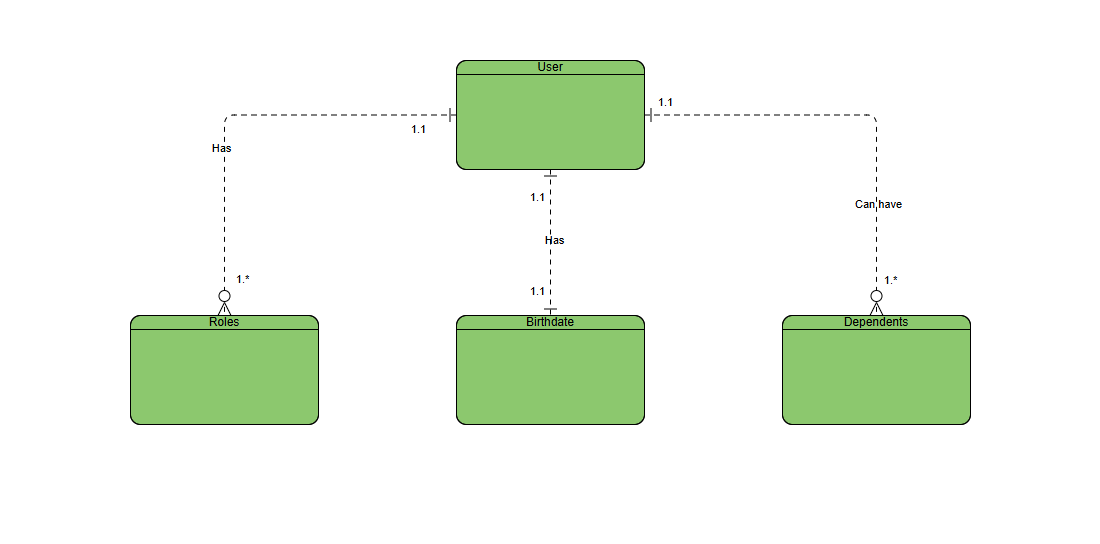 User
1.1
1.1
Has
1.1
Can have
Has
1.*
1.1
1.*
Roles
Birthdate
Dependents